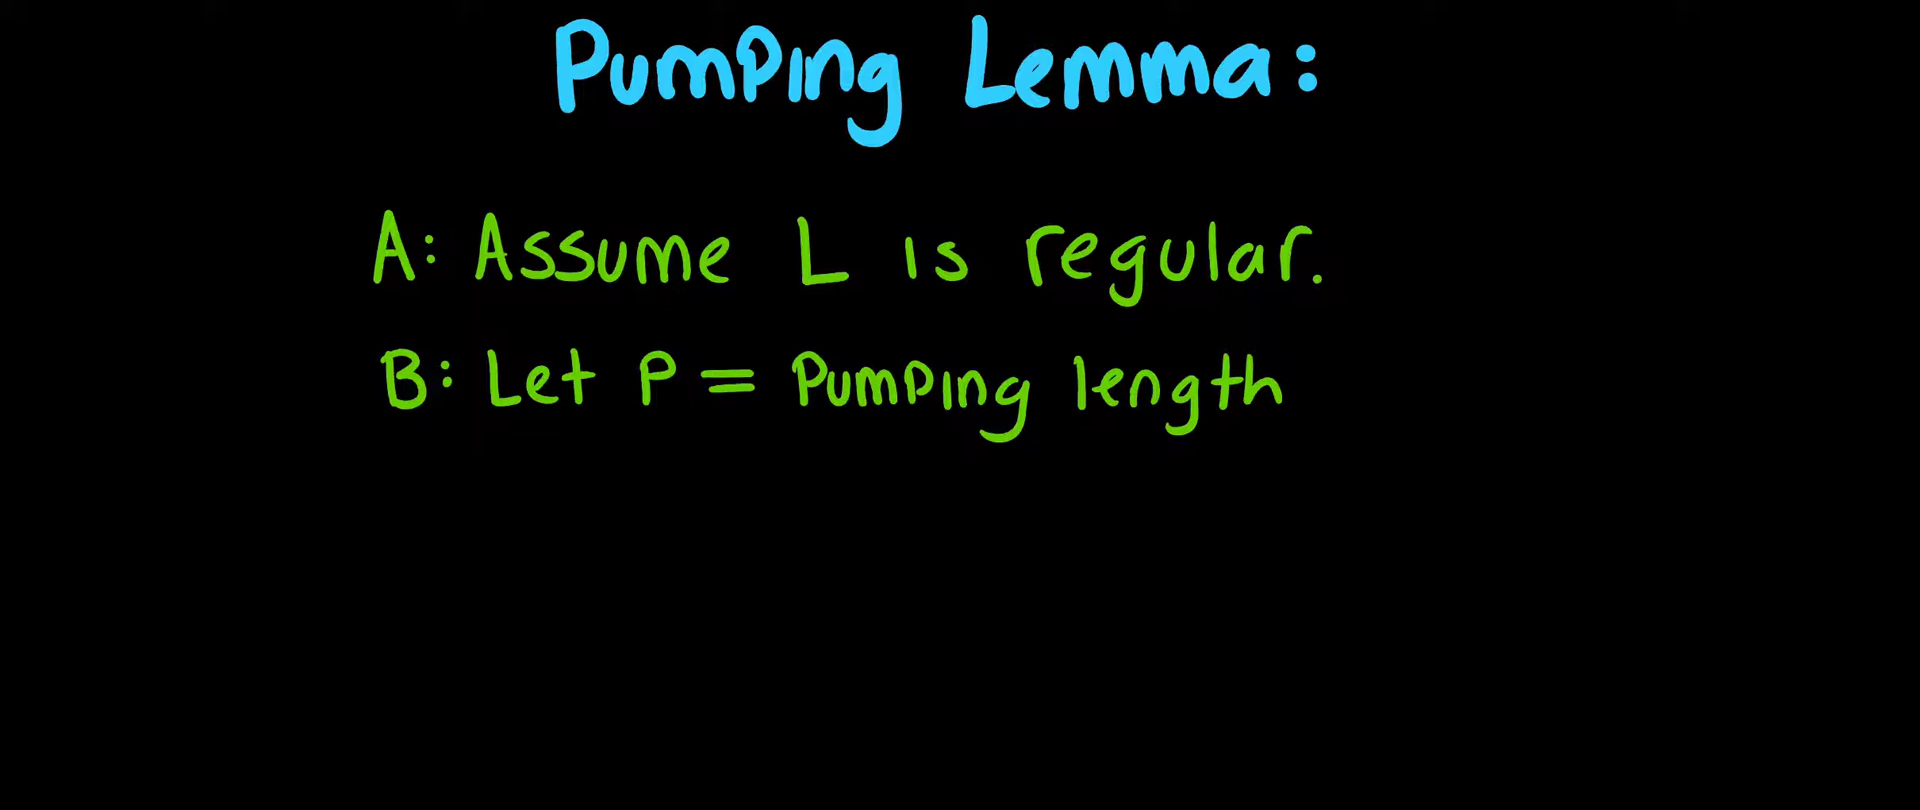 Pumping Lemma:
A: Assume L is regular.
B: Let P = Pumping length